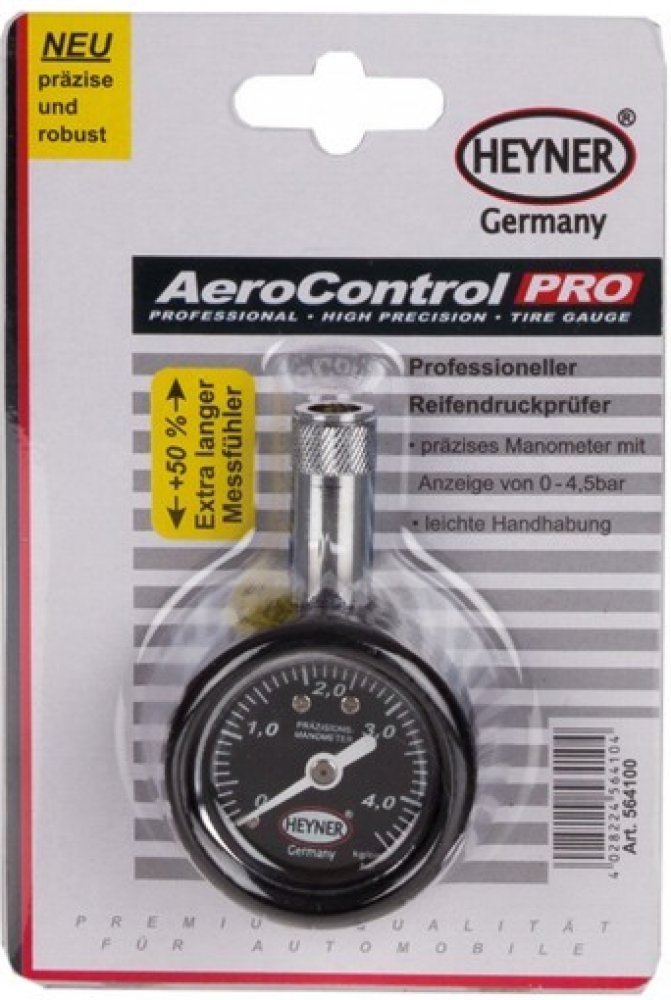 NEU
präzise
und
robust
HEYNER®
Germany
AeroControl PRO
PROFESSIONAL · HIGH PRECISION · TIRE GAUGE
Professioneller
Reifendruckprüfer
• präzises Manometer mit
Anzeige von 0 - 4,5bar
• leichte Handhabung
+50 %
Extra langer
Messfühler
2,0
1,0
3,0
PRÄZISIONS-
MANOMETER
0
4,0
HEYNER
Germany
4 028224 564104
Art. 564100
FÜR AUTOMOBILE